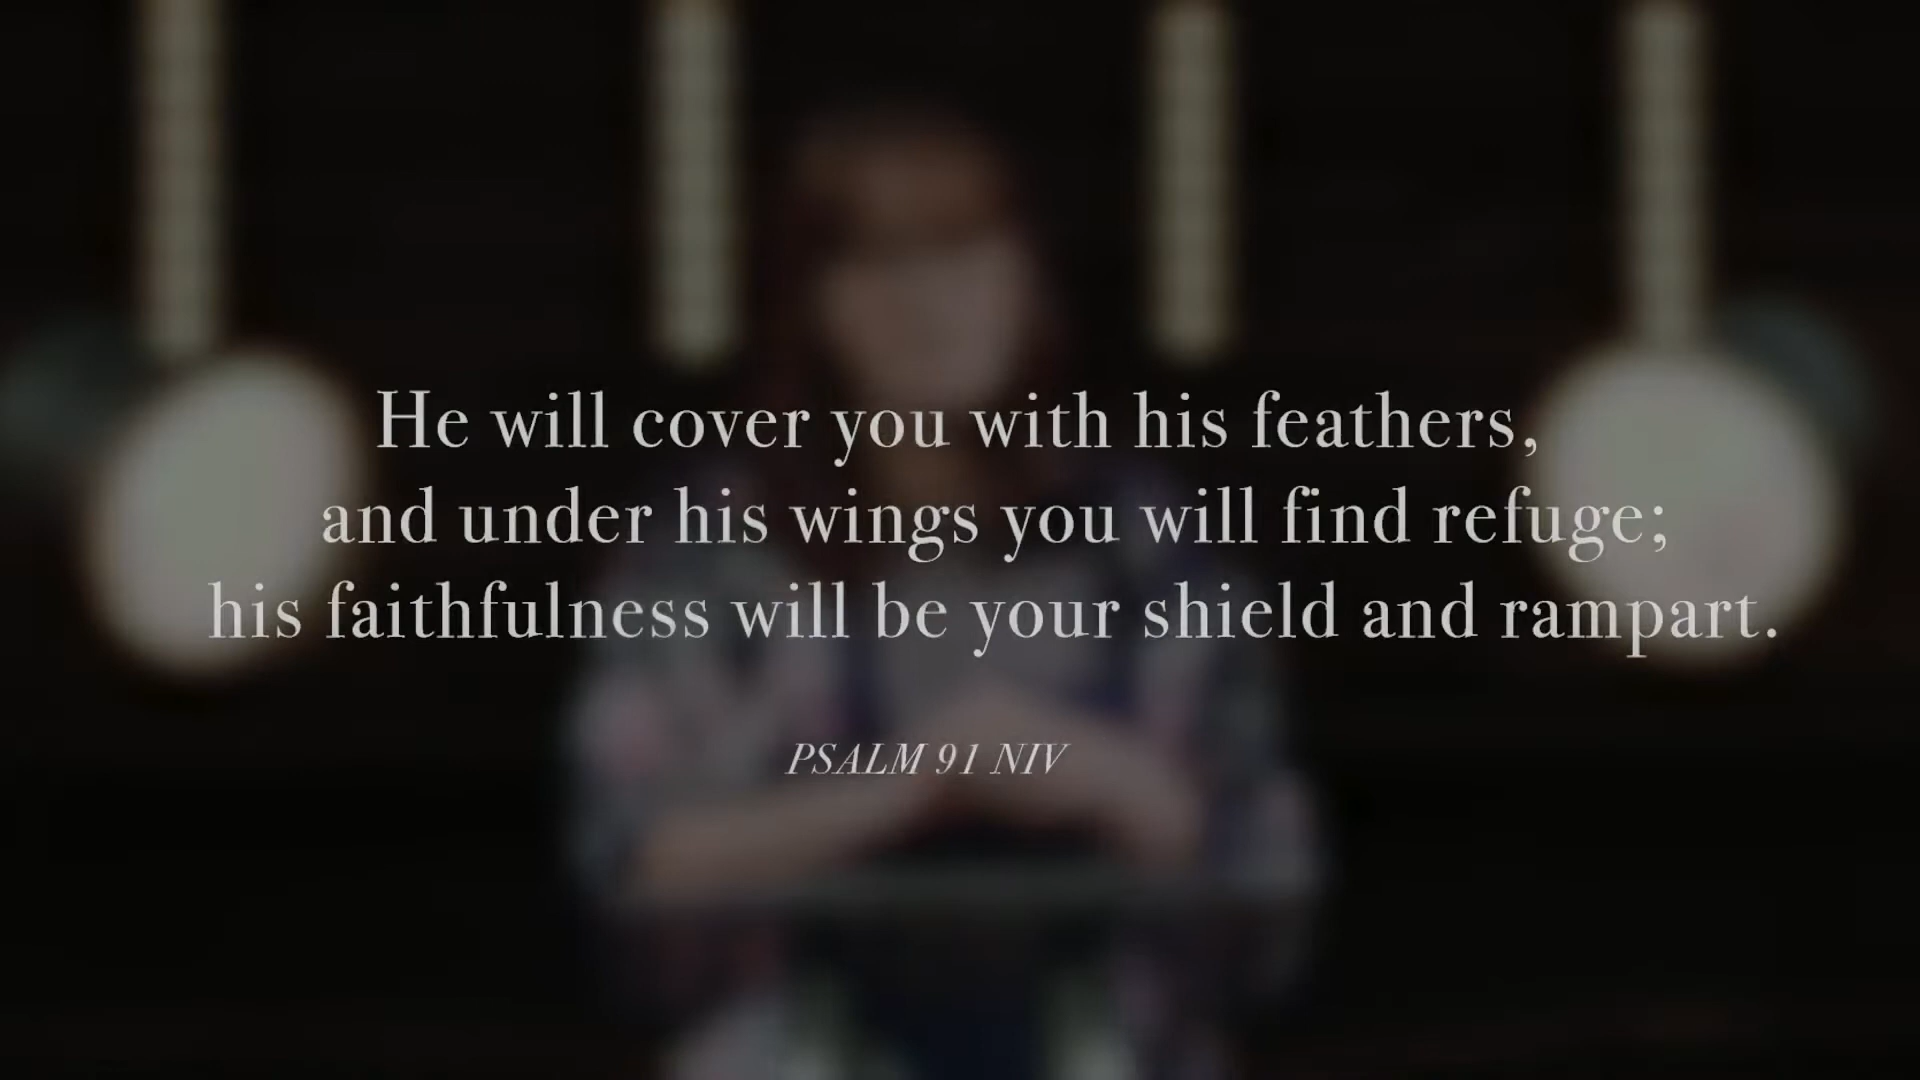 He will cover you with his feathers,
and under his wings you will find refuge;
his faithfulness will be your shield and rampart.
PSALM 91 NIV